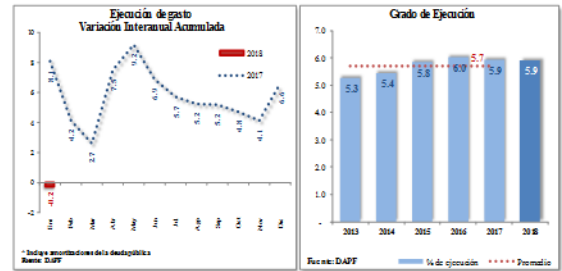 Ejecución de gasto
Variación Interanual Acumulada
10
8
6
4
2
0
-2
2018
2017
8.1
4.2
2.7
7.5
9.2
6.9
5.7
5.2
5.2
4.8
4.1
6.6
-0.2
Ene
Feb
Mar
Abr
May
Jun
Jul
Ago
Sep
Oct
Nov
Dic
* Incluye amortizaciones de la deuda pública
Fuente: DAPF
Grado de Ejecución
7.0
6.0
5.0
4.0
3.0
2.0
1.0
-
5.3
5.4
5.8
6.0
5.7
5.9
5.9
2013
2014
2015
2016
2017
2018
Fuente: DAPF
% de ejecución
Promedio